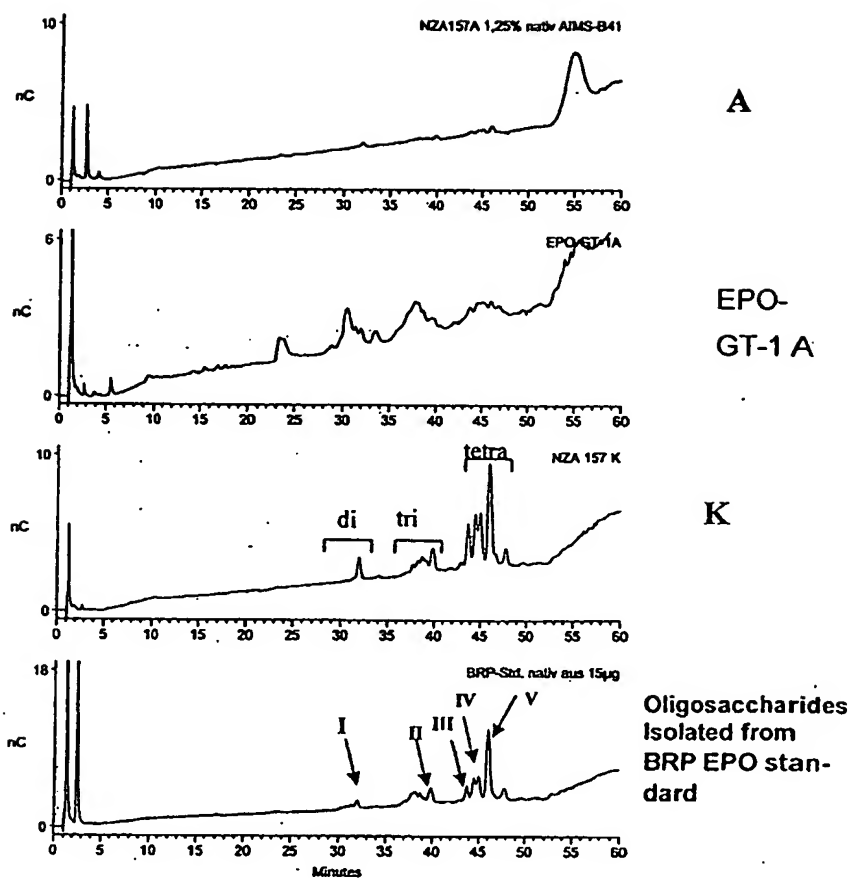 10
NZA157A 1,25% nativ AIMS-B41
nC
A
0
0 5 10 15 20 25 30 35 40 45 50 55 60
6
EPO-GT-1A
nC
EPO-
GT-1 A
0
0 5 10 15 20 25 30 35 40 45 50 55 60
10
tetra
NZA 157 K
K
di
tri
nC
0
0 5 10 15 20 25 30 35 40 45 50 55 60
18
BRP-Std. nativ aus 15µg
I
II
III
IV
V
nC
Oligosaccharides
Isolated from
BRP EPO stan-
dard
0
0 5 10 15 20 25 30 35 40 45 50 55 60
Minutes